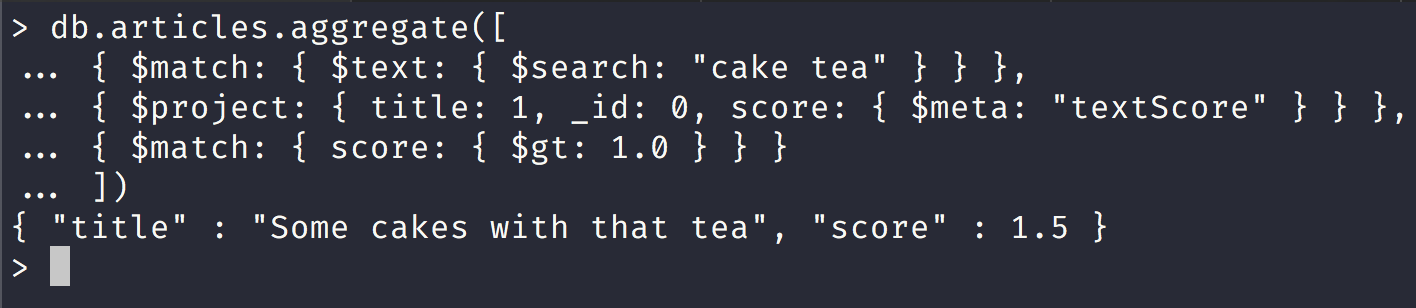 > db.articles.aggregate([
... { $match: { $text: { $search: "cake tea" } } },
... { $project: { title: 1, _id: 0, score: { $meta: "textScore" } } },
... { $match: { score: { $gt: 1.0 } } }
... ])
{ "title" : "Some cakes with that tea", "score" : 1.5 }
>